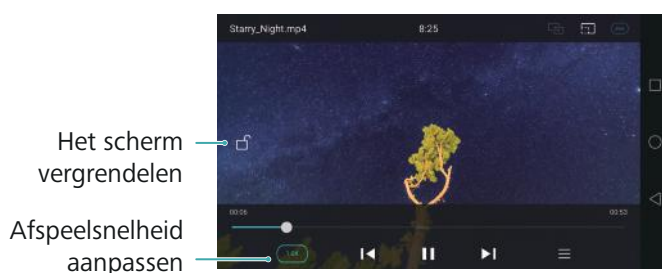 Starry_Night.mp4
8:25
Het scherm
vergrendelen
00:06
00:53
Afspeelsnelheid
aanpassen